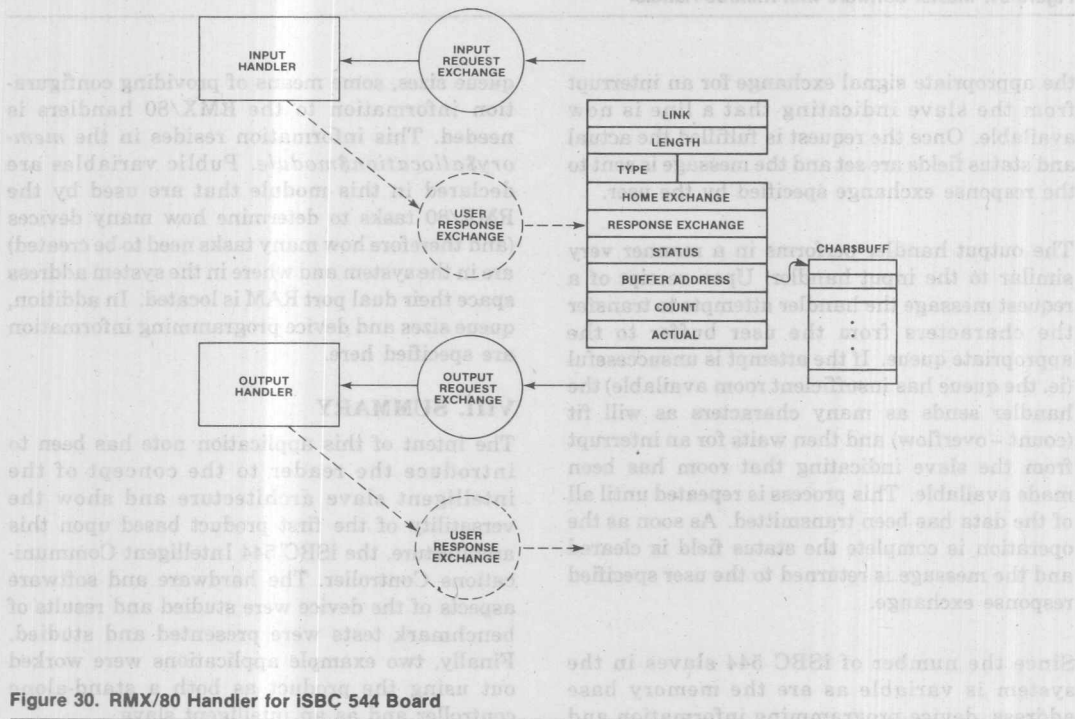 INPUT
HANDLER
INPUT
REQUEST
EXCHANGE
USER
RESPONSE
EXCHANGE
LINK
LENGTH
TYPE
HOME EXCHANGE
RESPONSE EXCHANGE
STATUS
BUFFER ADDRESS
COUNT
ACTUAL
CHAR$BUFF
OUTPUT
HANDLER
OUTPUT
REQUEST
EXCHANGE
USER
RESPONSE
EXCHANGE
the appropriate signal exchange for an interrupt
from the slave indicating that a line is now
available. Once the request is fulfilled the actual
and status fields are set and the message is sent to
the response exchange specified by the user.
The output handler performs in a manner very
similar to the input handler. Upon receipt of a
request message the handler attempts to transfer
the characters from the user buffer to the
appropriate queue. If the attempt is unsuccessful
(ie. the queue has insufficient room available) the
handler sends as many characters as will fit
(count - overflow) and then waits for an interrupt
from the slave indicating that room has been
made available. This process is repeated until all
of the data has been transmitted. As soon as the
operation is complete the status field is cleared
and the message is returned to the user specified
response exchange.
Since the number of iSBC 544 slaves in the
system is variable as are the memory base
address, device programming information and
queue sizes, some means of providing configura-
tion information to the RMX/80 handlers is
needed. This information resides in the mem-
ory$allocation$module. Public variables are
declared in this module that are used by the
RMX/80 tasks to determine how many devices
(and therefore how many tasks need to be created)
are in the system and where in the system address
space their dual port RAM is located. In addition,
queue sizes and device programming information
are specified here.
VIII. SUMMARY
The intent of this application note has been to
introduce the reader to the concept of the
intelligent slave architecture and show the
versatility of the first product based upon this
architecture, the iSBC 544 Intelligent Communi-
cations Controller. The hardware and software
aspects of the device were studied and results of
benchmark tests were presented and studied.
Finally, two example applications were worked
out using the product as both a stand-alone
controller and as an intelligent slave.
Figure 30. RMX/80 Handler for iSBC 544 Board